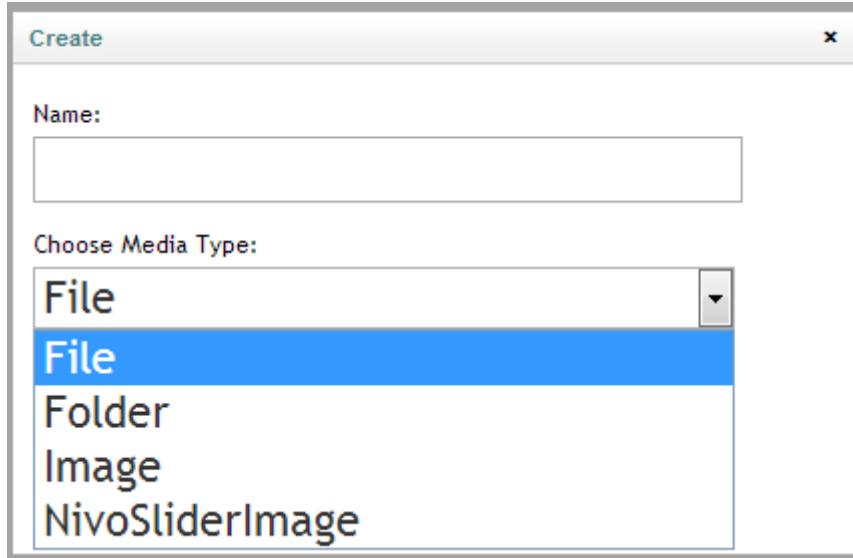 Create
Name:
Choose Media Type:
File
File
Folder
Image
NivoSliderImage